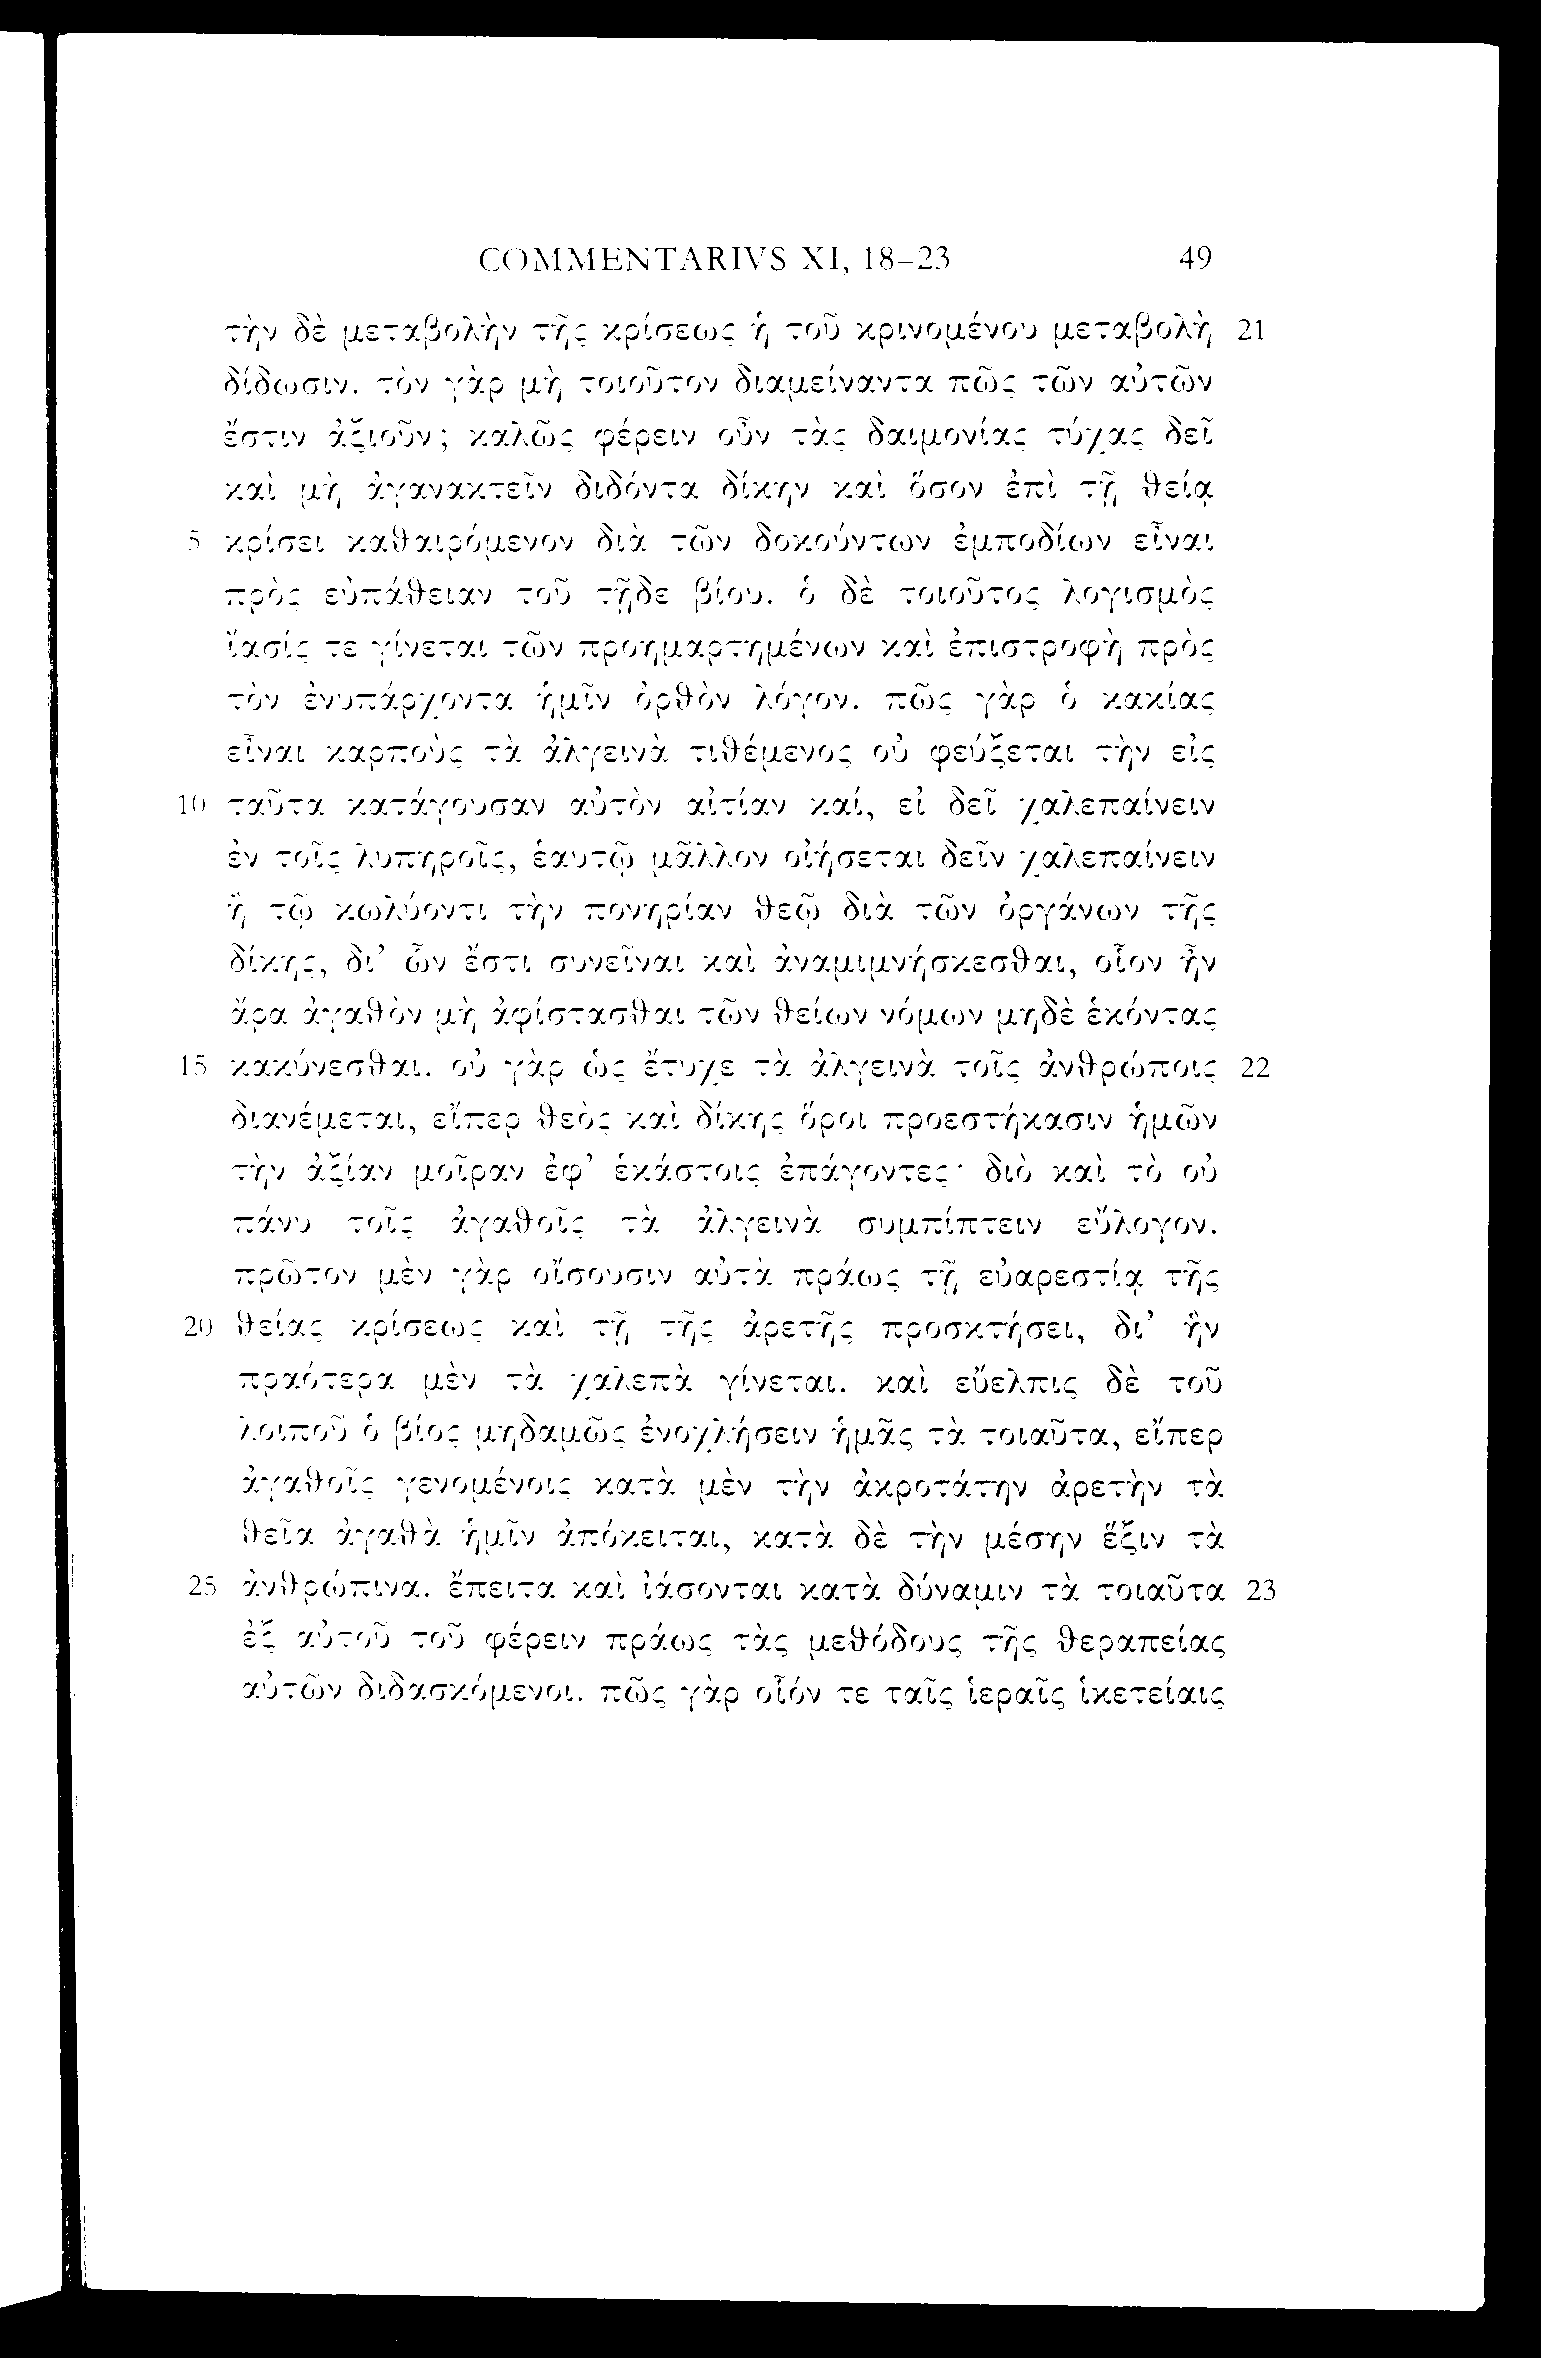 COMMENTARIVS XI, 18–23 49
τὴν δὲ μεταβολὴν τῆς κρίσεως ἡ τοῦ κρινομένου μεταβολὴ 21
δίδωσιν. τὸν γὰρ μὴ τοιοῦτον διαμείναντα πῶς τῶν αὐτῶν
ἔστιν ἀξιοῦν; καλῶς φέρειν οὖν τὰς δαιμονίας τύχας δεῖ
καὶ μὴ ἀγανακτεῖν διδόντα δίκην καὶ ὅσον ἐπὶ τῇ θείᾳ
5 κρίσει καθαιρόμενον διὰ τῶν δοκούντων ἐμποδίων εἶναι
πρὸς εὐπάθειαν τοῦ τῇδε βίου. ὁ δὲ τοιοῦτος λογισμὸς
ἴασίς τε γίνεται τῶν προημαρτημένων καὶ ἐπιστροφὴ πρὸς
τὸν ἐνυπάρχοντα ἡμῖν ὀρθὸν λόγον. πῶς γὰρ ὁ κακίας
εἶναι καρποὺς τὰ ἀλγεινὰ τιθέμενος οὐ φεύξεται τὴν εἰς
10 ταῦτα κατάγουσαν αὐτὸν αἰτίαν καί, εἰ δεῖ χαλεπαίνειν
ἐν τοῖς λυπηροῖς, ἑαυτῷ μᾶλλον οἰήσεται δεῖν χαλεπαίνειν
ἢ τῷ κωλύοντι τὴν πονηρίαν θεῷ διὰ τῶν ὀργάνων τῆς
δίκης, δι’ ὧν ἔστι συνεῖναι καὶ ἀναμιμνήσκεσθαι, οἷον ἦν
ἄρα ἀγαθὸν μὴ ἀφίστασθαι τῶν θείων νόμων μηδὲ ἑκόντας
15 κακύνεσθαι. οὐ γὰρ ὡς ἔτυχε τὰ ἀλγεινὰ τοῖς ἀνθρώποις 22
διανέμεται, εἴπερ θεὸς καὶ δίκης ὅροι προεστήκασιν ἡμῶν
τὴν ἀξίαν μοῖραν ἐφ’ ἑκάστοις ἐπάγοντες· διὸ καὶ τὸ οὐ
πάνυ τοῖς ἀγαθοῖς τὰ ἀλγεινὰ συμπίπτειν εὔλογον.
πρῶτον μὲν γὰρ οἴσουσιν αὐτὰ πράως τῇ εὐαρεστίᾳ τῆς
20 θείας κρίσεως καὶ τῇ τῆς ἀρετῆς προσκτήσει, δι’ ἣν
πραότερα μὲν τὰ χαλεπὰ γίνεται. καὶ εὔελπις δὲ τοῦ
λοιποῦ ὁ βίος μηδαμῶς ἐνοχλήσειν ἡμᾶς τὰ τοιαῦτα, εἴπερ
ἀγαθοῖς γενομένοις κατὰ μὲν τὴν ἀκροτάτην ἀρετὴν τὰ
θεῖα ἀγαθὰ ἡμῖν ἀπόκειται, κατὰ δὲ τὴν μέσην ἕξιν τὰ
25 ἀνθρώπινα. ἔπειτα καὶ ἰάσονται κατὰ δύναμιν τὰ τοιαῦτα 23
ἐξ αὐτοῦ τοῦ φέρειν πράως τὰς μεθόδους τῆς θεραπείας
αὐτῶν διδασκόμενοι. πῶς γὰρ οἷόν τε ταῖς ἱεραῖς ἱκετείαις